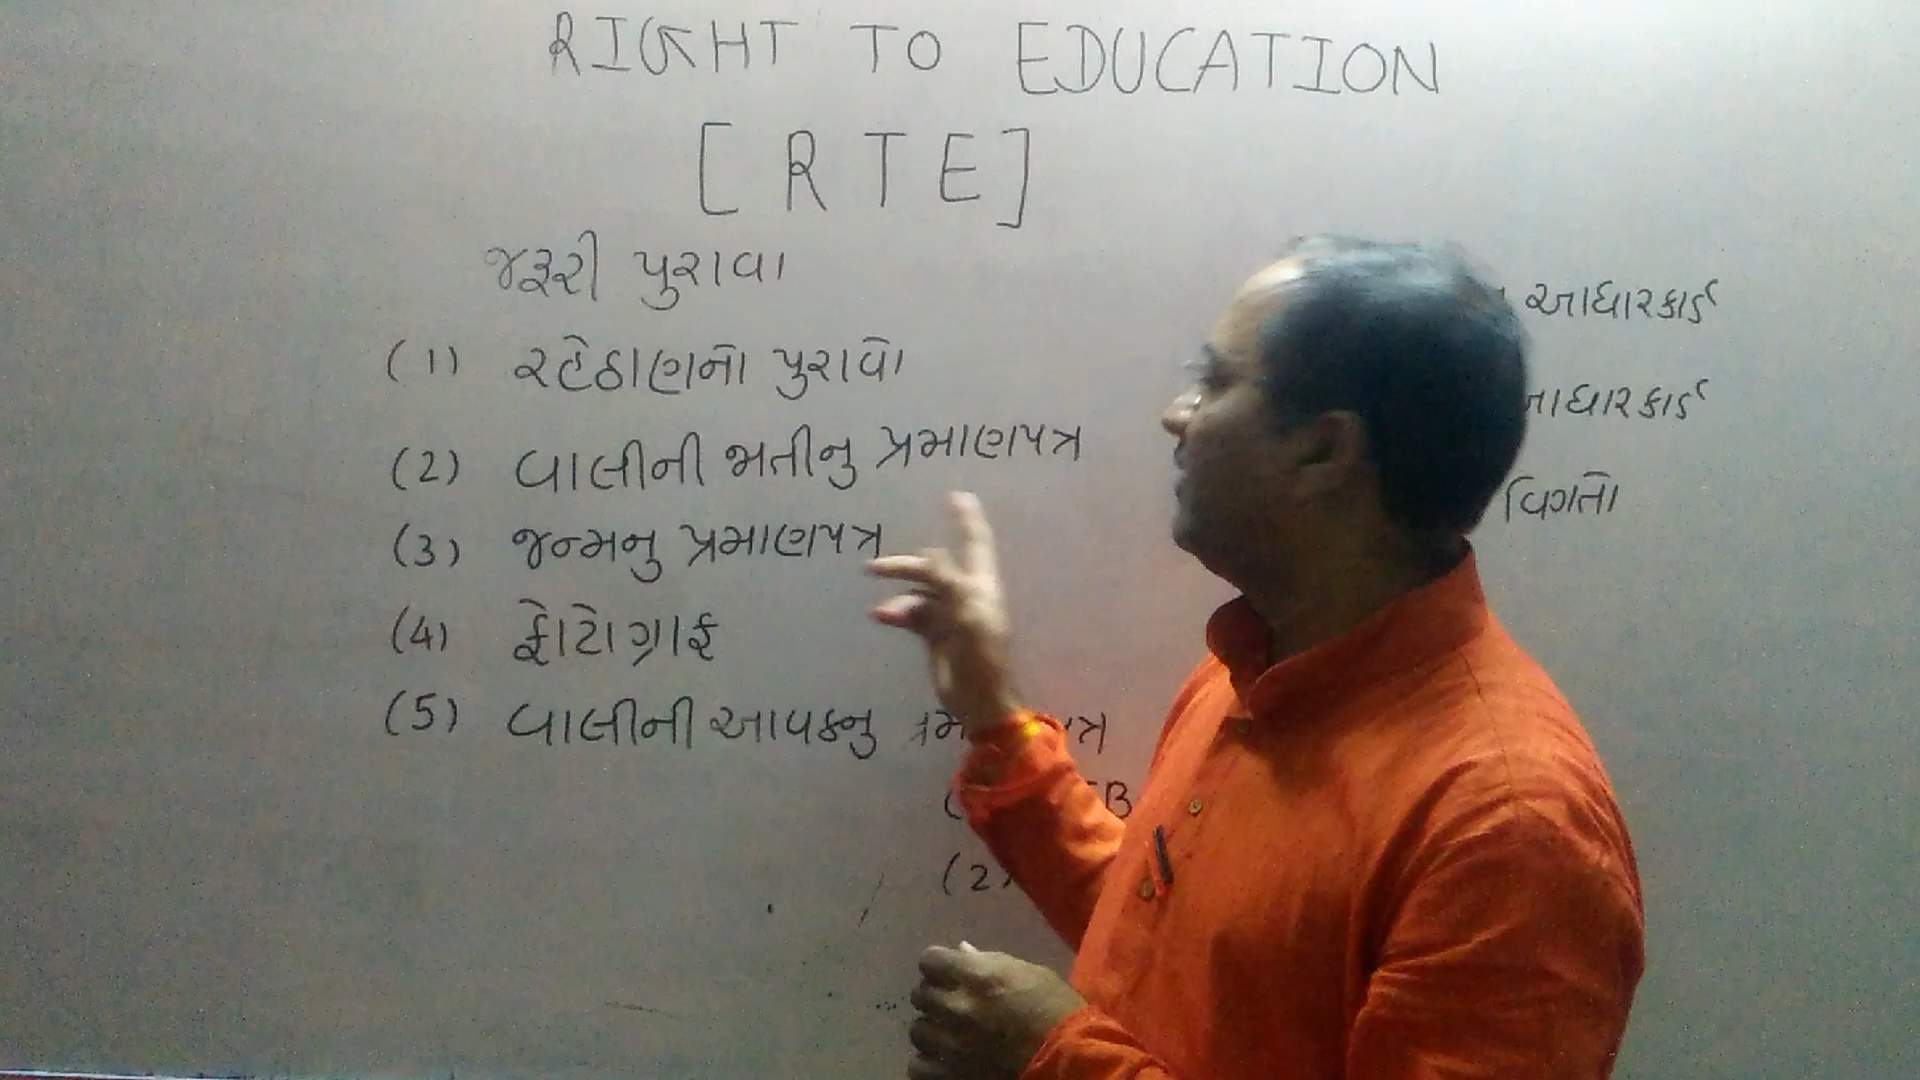 RIGHT TO EDUCATION
[RTE]
જરૂરી પુરાવા
(1) રહેઠાણનો પુરાવો
(2) વાલીની જાતીનુ પ્રમાણપત્ર
(3) જન્મનુ પ્રમાણપત્ર
(4) ફોટોગ્રાફ
(5) વાલીની આવકનુ
(2)
આધારકાર્ડ
આધારકાર્ડ
વિગતો